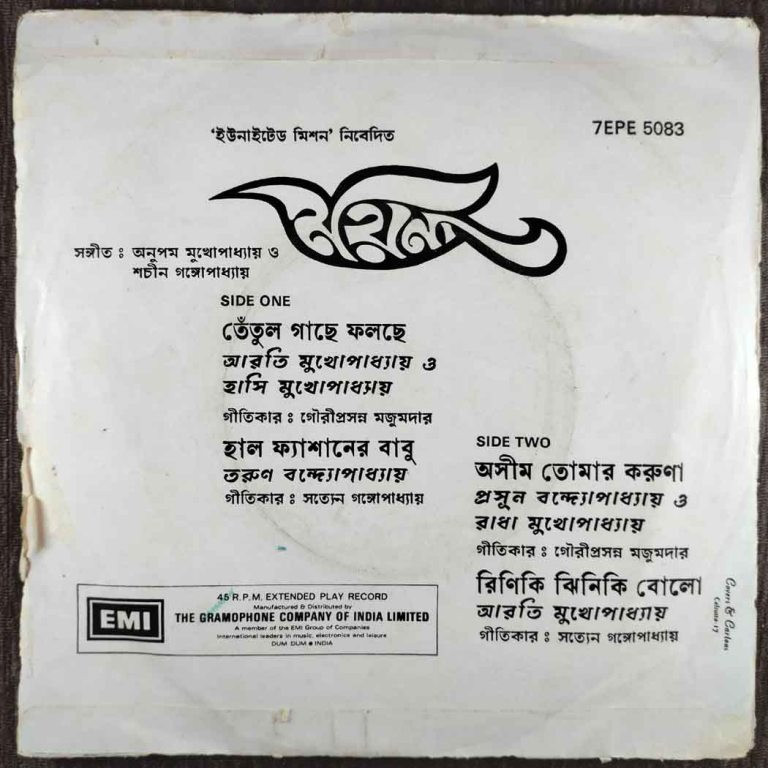 'ইউনাইটেড মিশন' নিবেদিত
7EPE 5083
ময়না
সঙ্গীত : অনুপম মুখোপাধ্যায় ও
শচীন গঙ্গোপাধ্যায়
SIDE ONE
তেঁতুল গাছে ফলছে
আরতি মুখোপাধ্যায় ও
হাসি মুখোপাধ্যায়
গীতিকার : গৌরীপ্রসন্ন মজুমদার
হাল ফ্যাশানের বাবু
তরুণ বন্দ্যোপাধ্যায়
গীতিকার : সত্যেন গঙ্গোপাধ্যায়
SIDE TWO
অসীম তোমার করুণা
প্রসূন বন্দ্যোপাধ্যায় ও
রাধা মুখোপাধ্যায়
গীতিকার : গৌরীপ্রসন্ন মজুমদার
রিণিকি ঝিনিকি বোলো
আরতি মুখোপাধ্যায়
গীতিকার : সত্যেন গঙ্গোপাধ্যায়
EMI
45 R.P.M. EXTENDED PLAY RECORD
Manufactured & Distributed by
THE GRAMOPHONE COMPANY OF INDIA LIMITED
A member of the EMI Group of Companies
International leaders in music, electronics and leisure
DUM DUM ● INDIA
Covers & Cartons
Calcutta-17